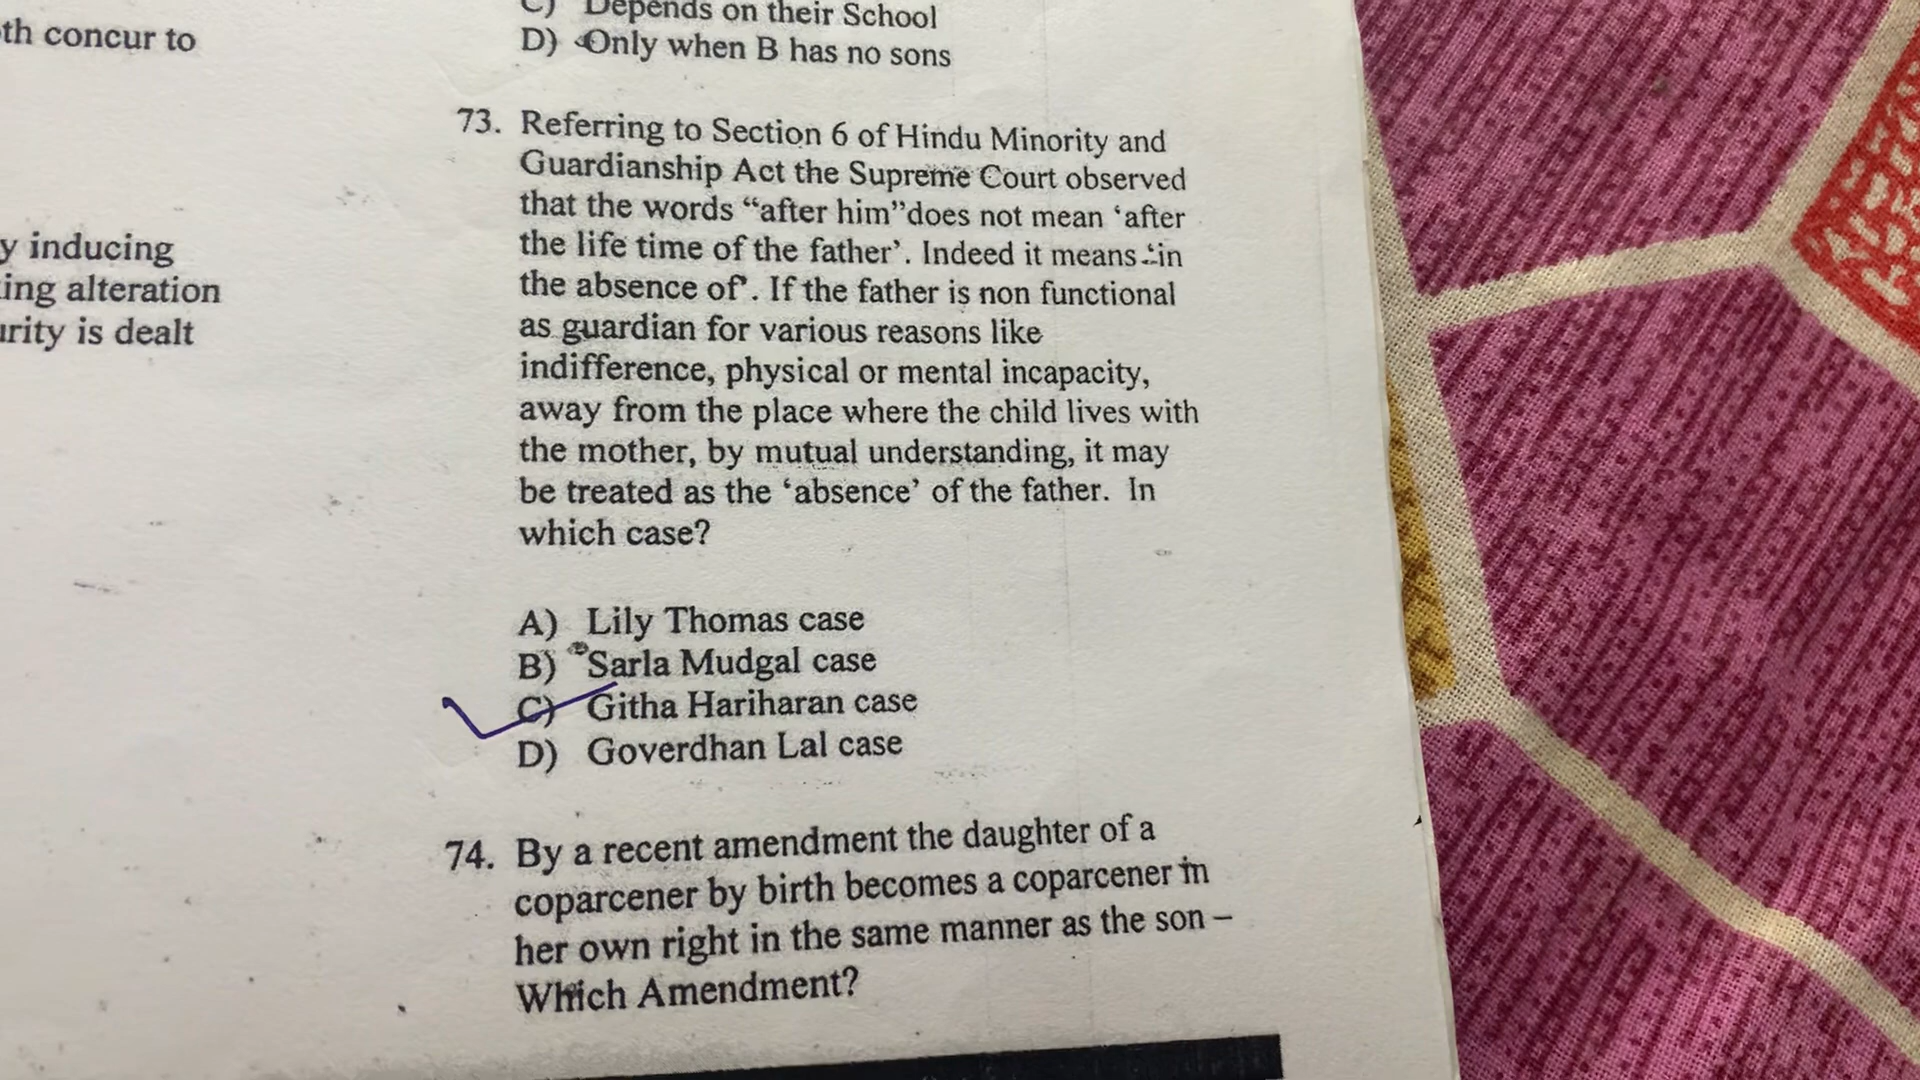 th concur to
y inducing
ing alteration
urity is dealt
C) Depends on their School
D) Only when B has no sons
73. Referring to Section 6 of Hindu Minority and
Guardianship Act the Supreme Court observed
that the words “after him”does not mean ‘after
the life time of the father’. Indeed it means ‘in
the absence of’. If the father is non functional
as guardian for various reasons like
indifference, physical or mental incapacity,
away from the place where the child lives with
the mother, by mutual understanding, it may
be treated as the ‘absence’ of the father. In
which case?
A) Lily Thomas case
B) Sarla Mudgal case
C) Githa Hariharan case
D) Goverdhan Lal case
74. By a recent amendment the daughter of a
coparcener by birth becomes a coparcener in
her own right in the same manner as the son –
Which Amendment?